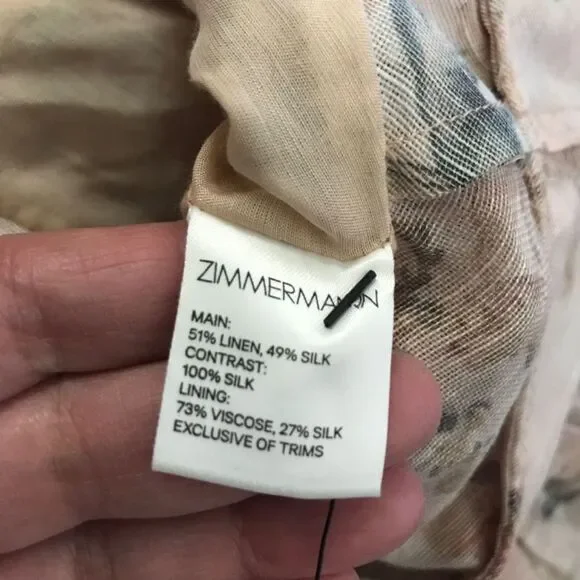 ZIMMERMANN
MAIN:
51% LINEN, 49% SILK
CONTRAST:
100% SILK
LINING:
73% VISCOSE, 27% SILK
EXCLUSIVE OF TRIMS